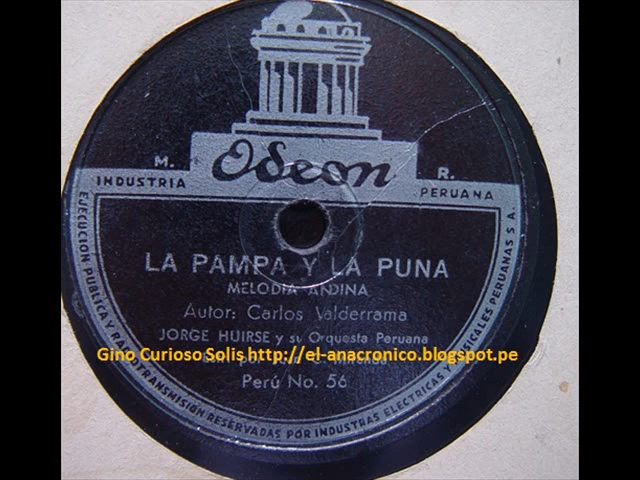 Odeon
M. R.
INDUSTRIA PERUANA
LA PAMPA Y LA PUNA
MELODIA ANDINA
Autor: Carlos Valderrama
JORGE HUIRSE y su Orquesta Peruana
Gino Curioso Solis http://el-anacronico.blogspot.pe
Perú No. 56
EJECUCION PUBLICA Y RADIOTRANSMISION RESERVADAS POR INDUSTRIAS ELECTRICAS Y MUSICALES PERUANAS S A.